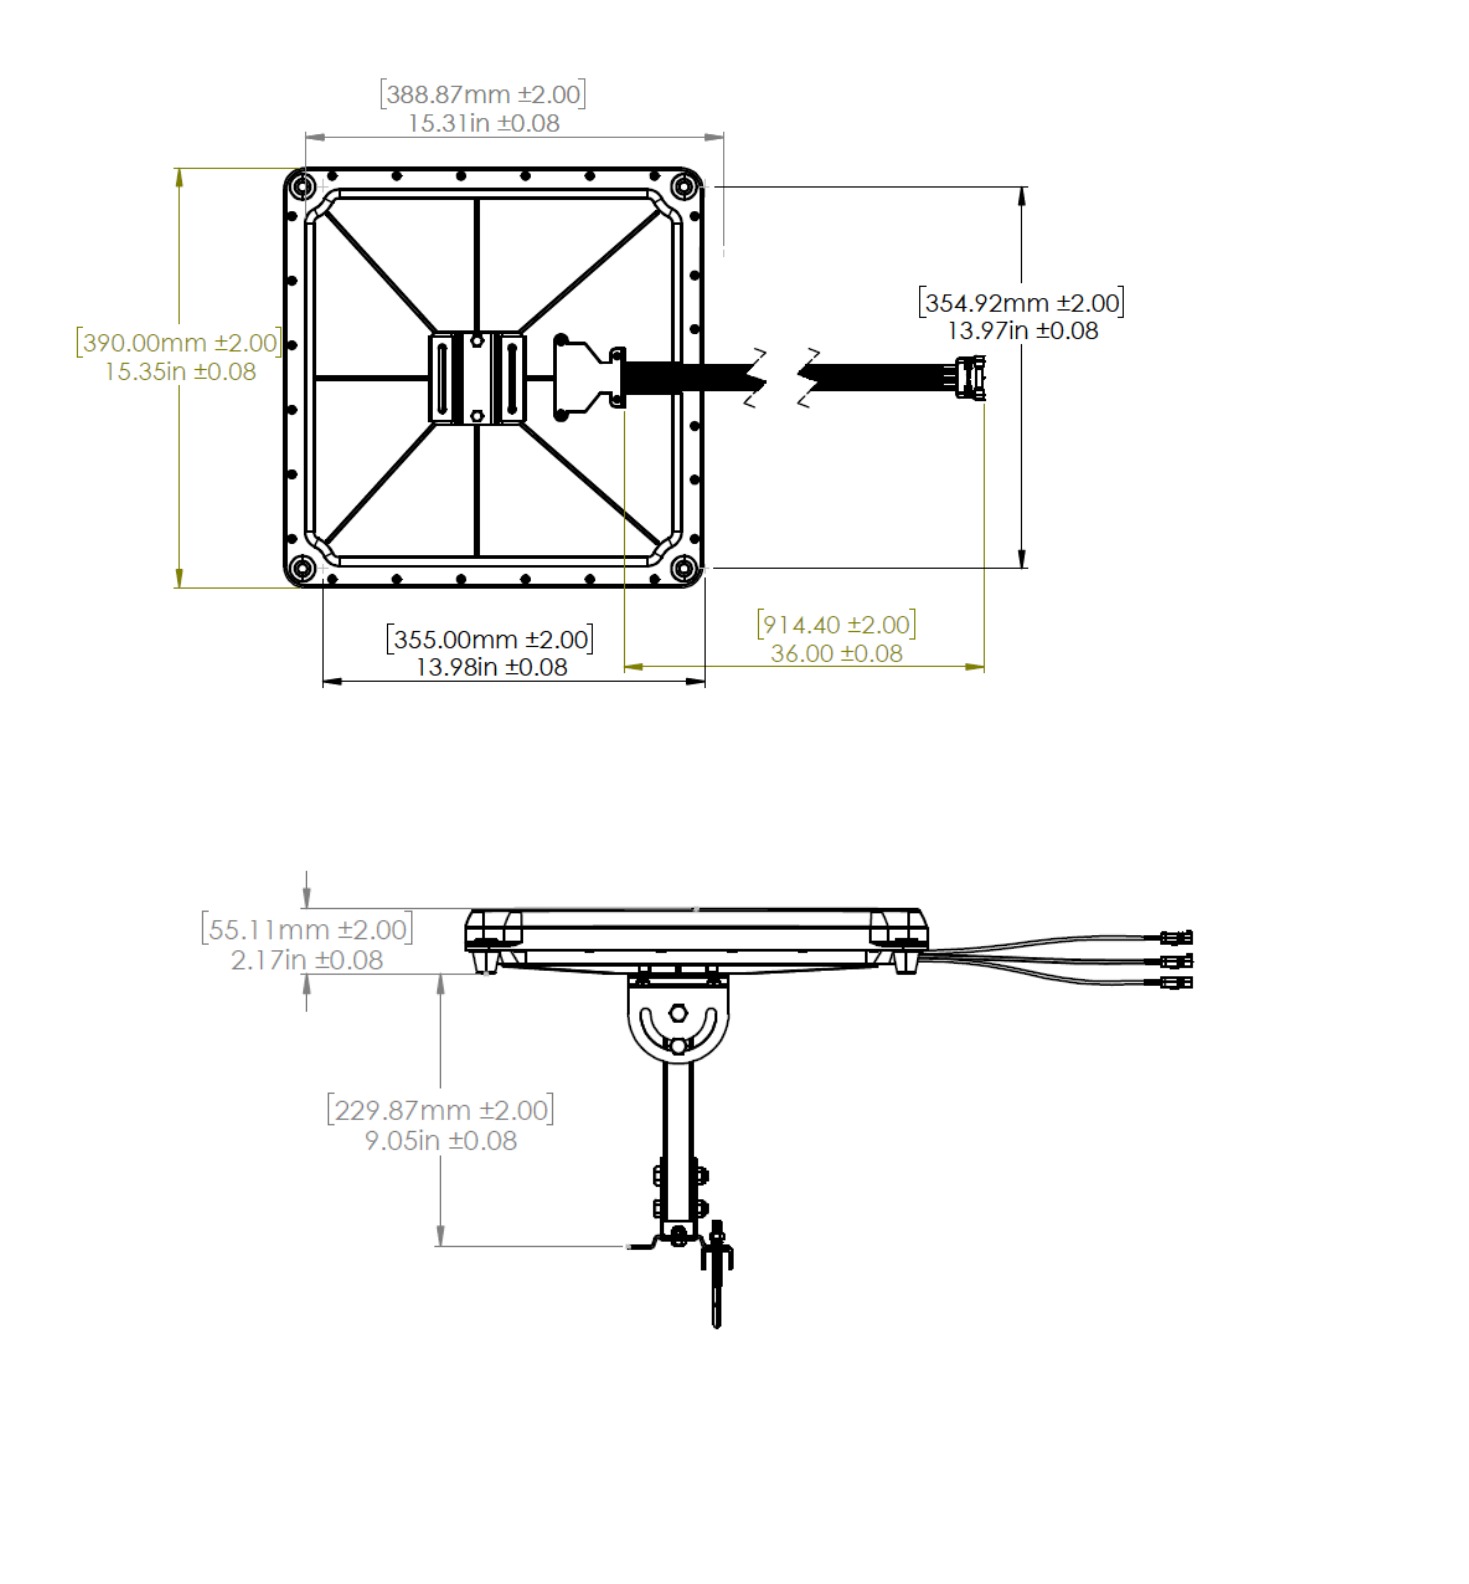 [388.87mm ±2.00]
15.31in ±0.08
[354.92mm ±2.00]
13.97in ±0.08
[390.00mm ±2.00]
15.35in ±0.08
[355.00mm ±2.00]
13.98in ±0.08
[914.40 ±2.00]
36.00 ±0.08
[55.11mm ±2.00]
2.17in ±0.08
[229.87mm ±2.00]
9.05in ±0.08